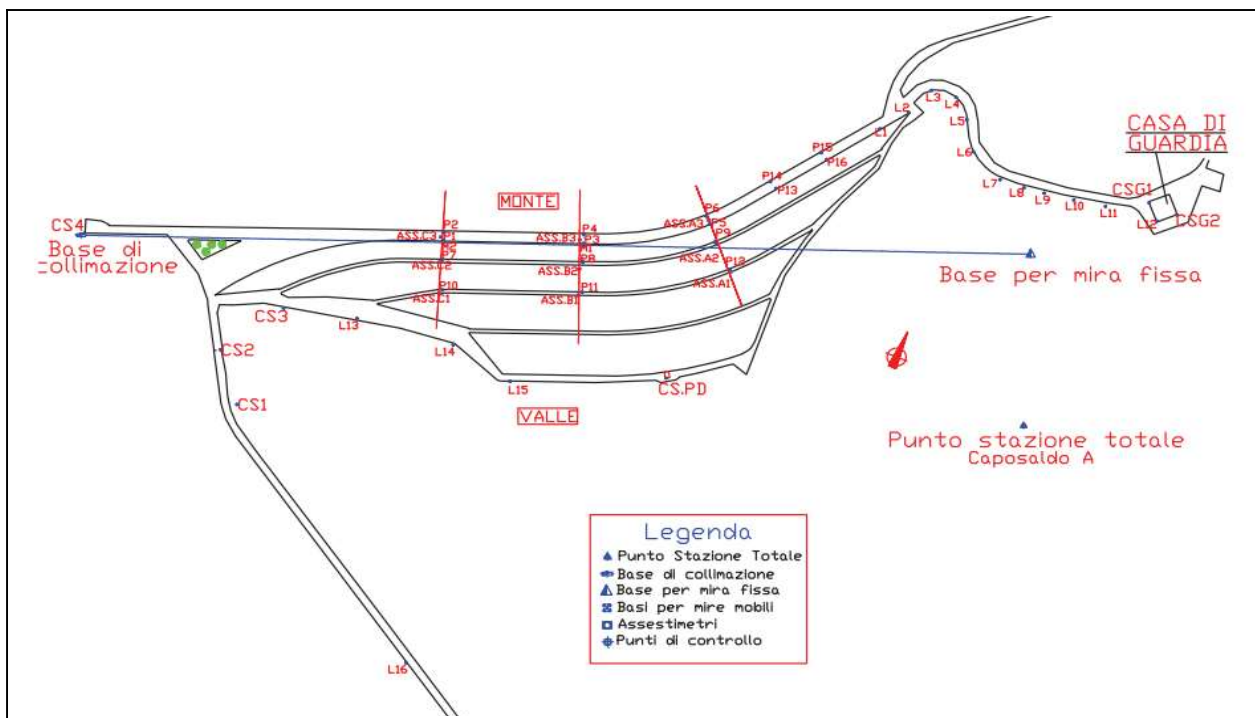 L2
L3
L4
L5
L6
L7
L8
L9
L10
L11
L1
CASA DI
GUARDIA
CSG1
CSG2
L2
P15
P16
P14
P13
P6
ASS.A3
P5
P9
ASS.A2
P12
ASS.A1
MONTE
P2
ASS.C3
P1
M2
P7
ASS.C2
P10
ASS.C1
P4
ASS.B3
P3
M1
P8
ASS.B2
P11
ASS.B1
CS4
Base di
collimazione
Base per mira fissa
CS3
L13
L14
L15
CS.PD
CS2
CS1
VALLE
Punto stazione totale
Caposaldo A
L16
Legenda
Punto Stazione Totale
Base di collimazione
Base per mira fissa
Basi per mire mobili
Assestimetri
Punti di controllo